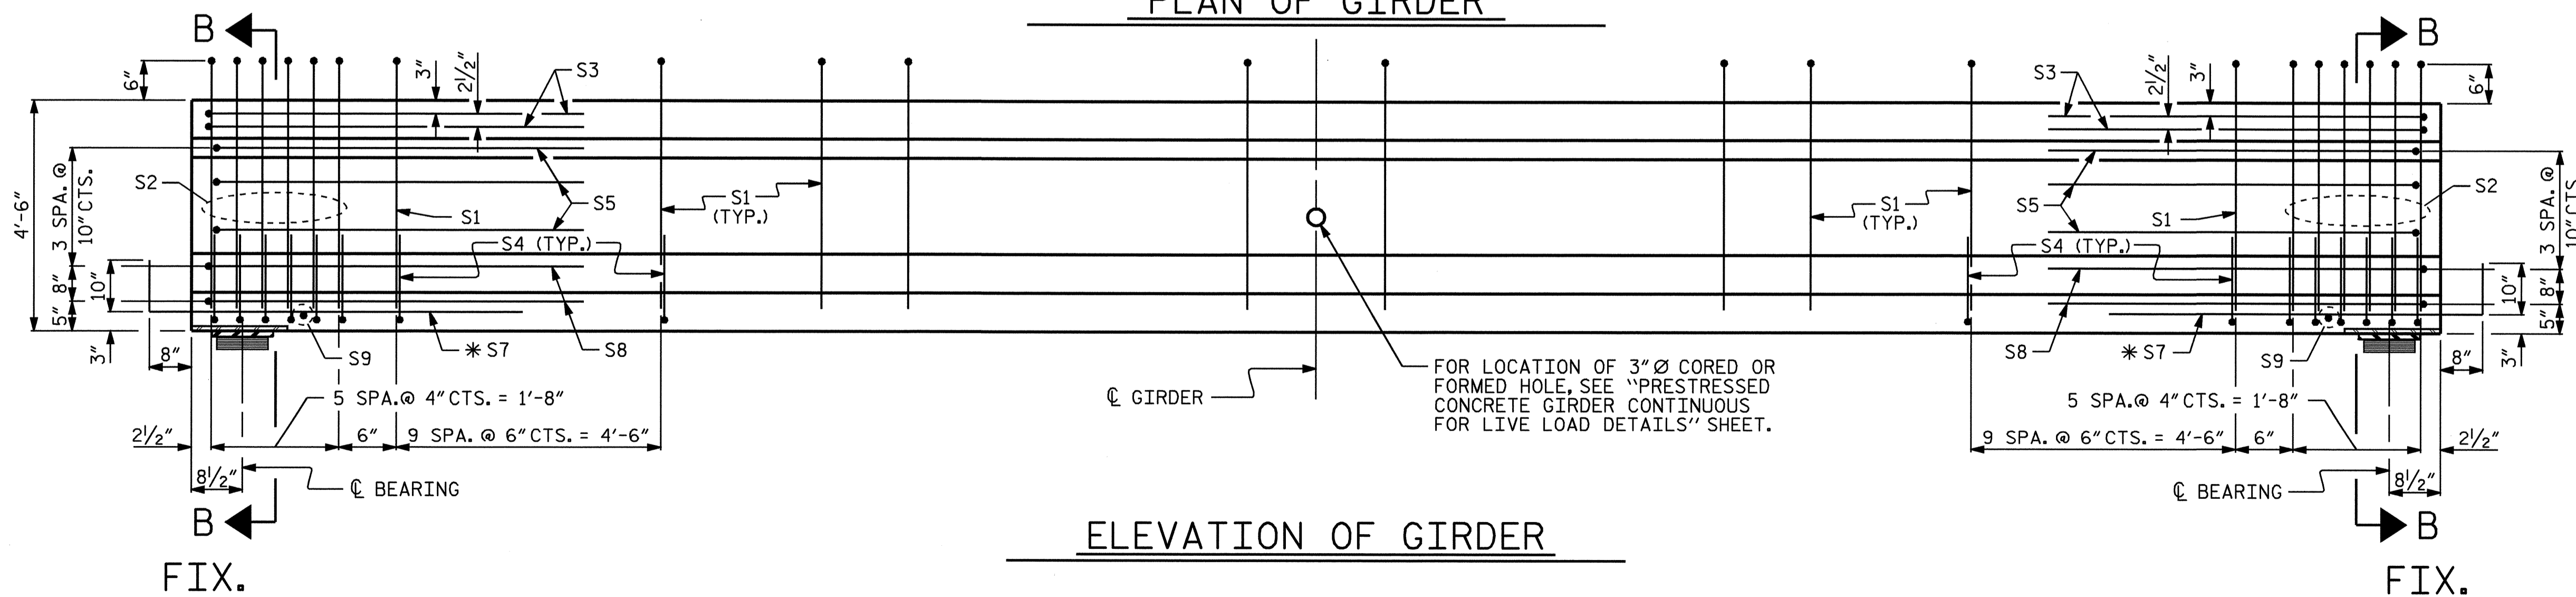 PLAN OF GIRDER
B
B
6"
3"
2½"
S3
S3
2½"
3"
6"
4'-6"
3 SPA. @
10" CTS.
S2
S5
S1
S1
(TYP.)
S4 (TYP.)
S1
(TYP.)
S5
S1
S2
S4 (TYP.)
3 SPA. @
10" CTS.
8"
10"
5"
3"
8"
S9
✳ S7
S8
S8
✳ S7
S9
10"
8"
5"
3"
8"
℄ GIRDER
FOR LOCATION OF 3" Ø CORED OR
FORMED HOLE, SEE "PRESTRESSED
CONCRETE GIRDER CONTINUOUS
FOR LIVE LOAD DETAILS" SHEET.
5 SPA.@ 4" CTS. = 1'-8"
2½"
6"
9 SPA. @ 6" CTS. = 4'-6"
8½"
℄ BEARING
5 SPA.@ 4" CTS. = 1'-8"
9 SPA. @ 6" CTS. = 4'-6"
6"
2½"
8½"
℄ BEARING
B
B
ELEVATION OF GIRDER
FIX.
FIX.